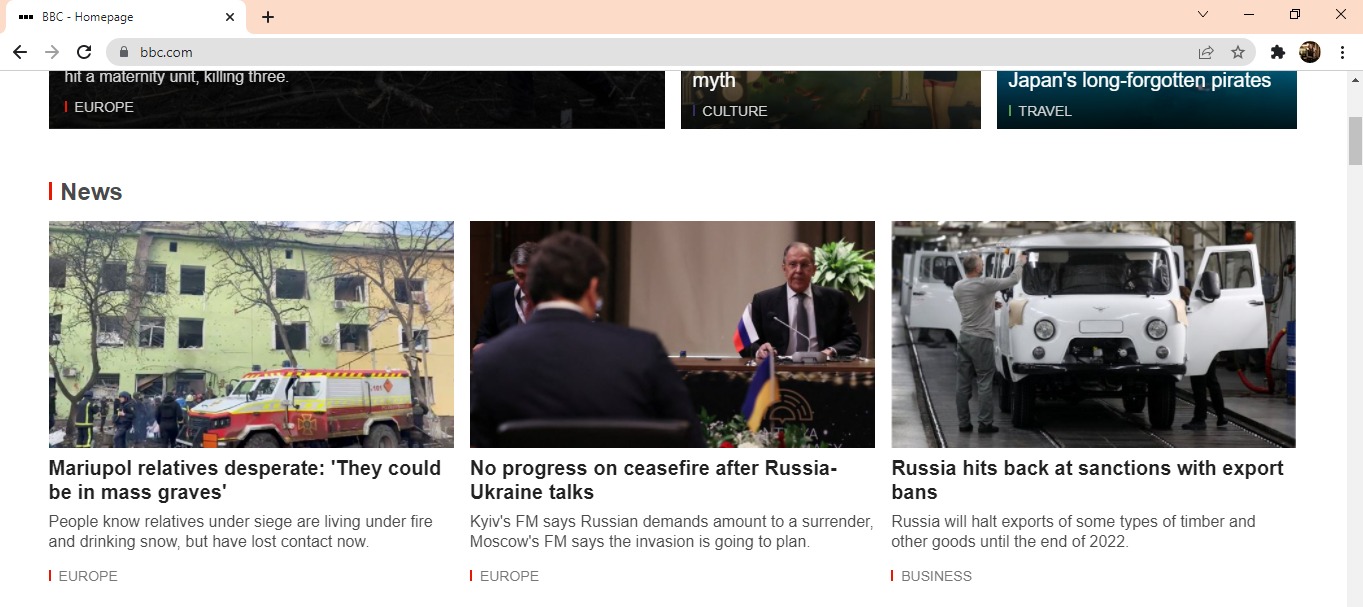 BBC - Homepage
bbc.com
hit a maternity unit, killing three.
EUROPE
myth
CULTURE
Japan's long-forgotten pirates
TRAVEL
News
Mariupol relatives desperate: 'They could
be in mass graves'
People know relatives under siege are living under fire
and drinking snow, but have lost contact now.
EUROPE
No progress on ceasefire after Russia-
Ukraine talks
Kyiv's FM says Russian demands amount to a surrender,
Moscow's FM says the invasion is going to plan.
EUROPE
Russia hits back at sanctions with export
bans
Russia will halt exports of some types of timber and
other goods until the end of 2022.
BUSINESS